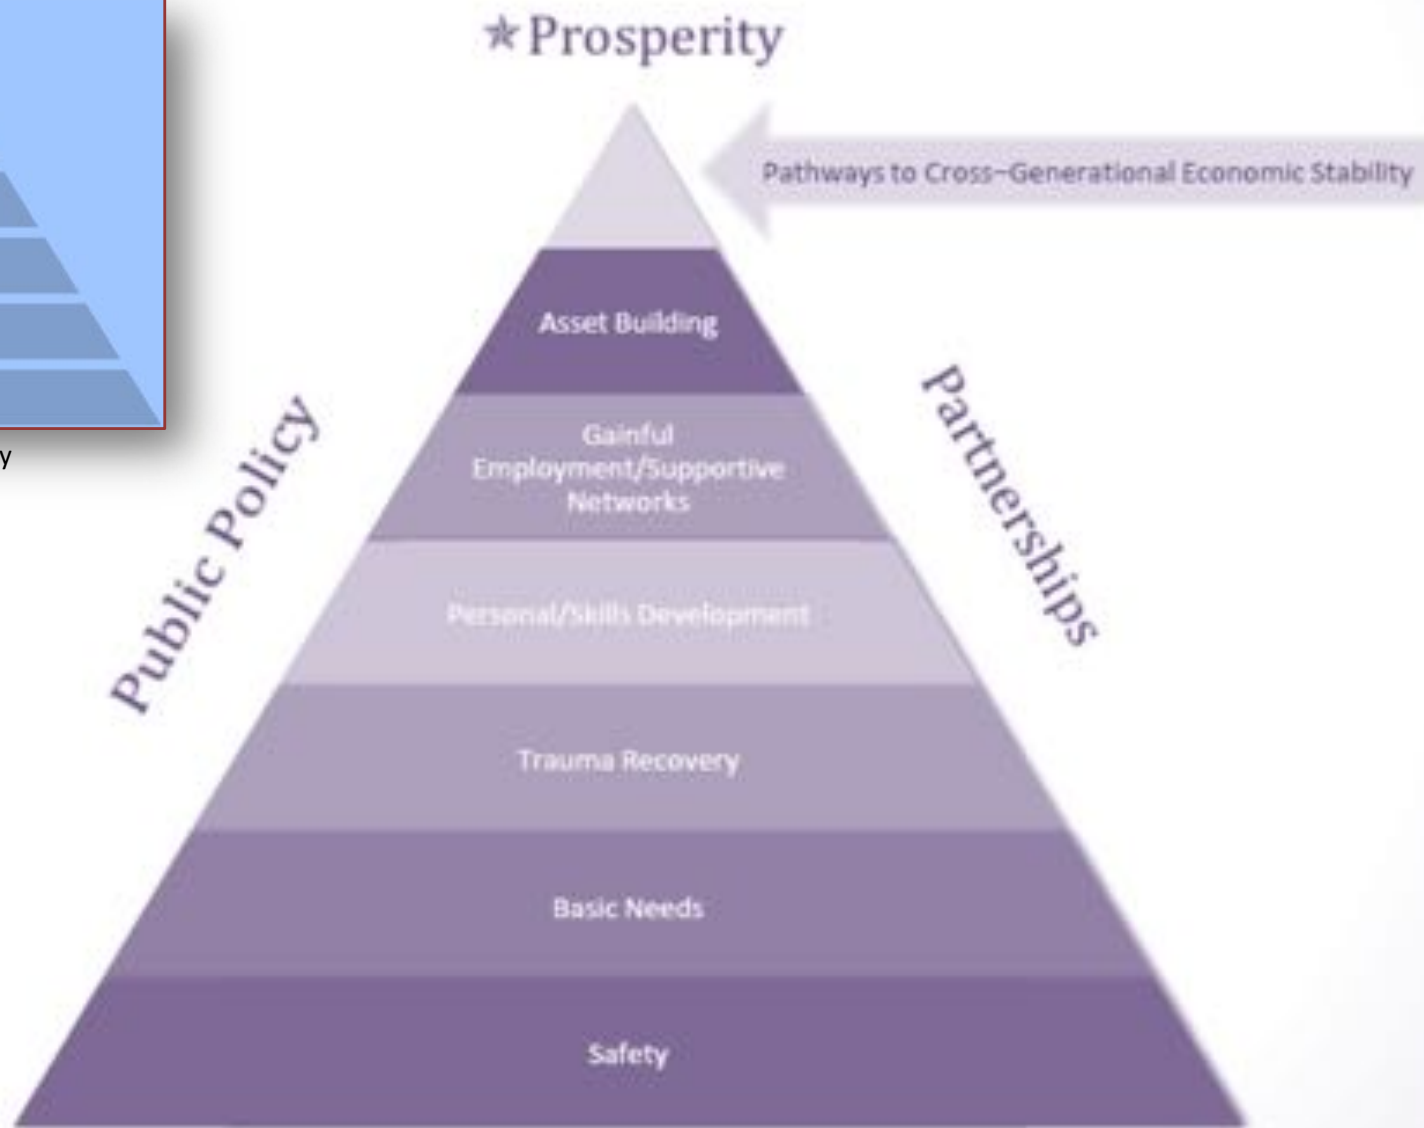 ★Prosperity
Pathways to Cross-Generational Economic Stability
Asset Building
Gainful
Employment/Supportive
Networks
Personal/Skills Development
Trauma Recovery
Basic Needs
Safety
Public Policy
Partnerships
y